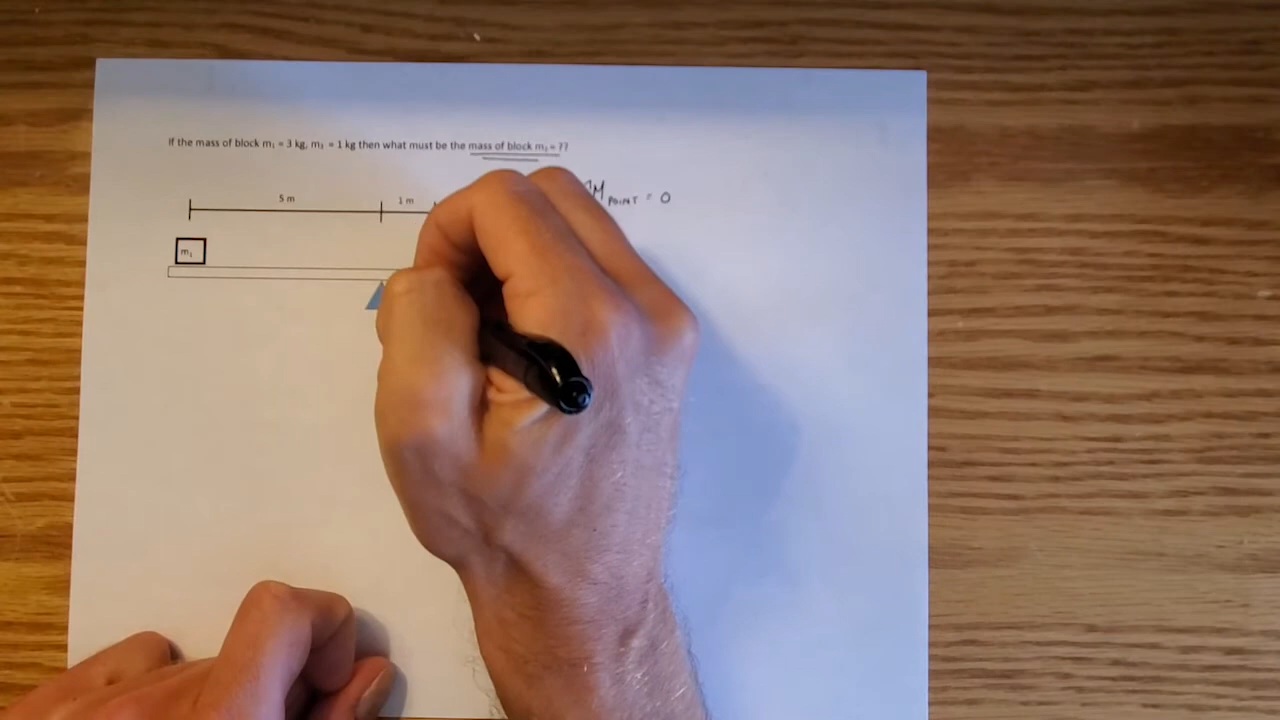 If the mass of block m₁ = 3 kg, m₃ = 1 kg then what must be the mass of block m₂ = ??
M POINT = 0
5 m 1 m
m₁